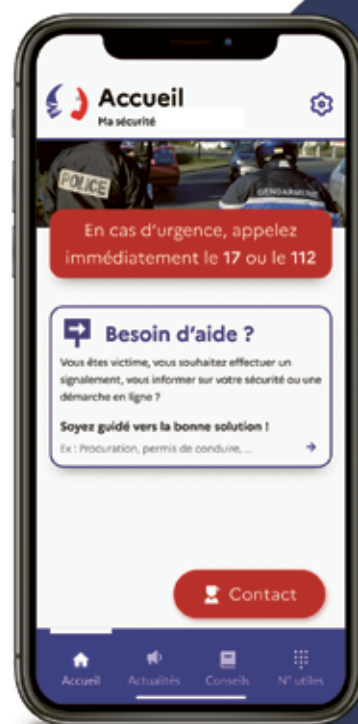 Accueil
Ma sécurité
POLICE
GENDARMERIE
En cas d'urgence, appelez
immédiatement le 17 ou le 112
Besoin d'aide ?
Vous êtes victime, vous souhaitez effectuer un
signalement, vous informer sur votre sécurité ou une
démarche en ligne ?
Soyez guidé vers la bonne solution !
Ex : Procuration, permis de conduire, ...
Contact
Accueil Actualités Conseils N° utiles